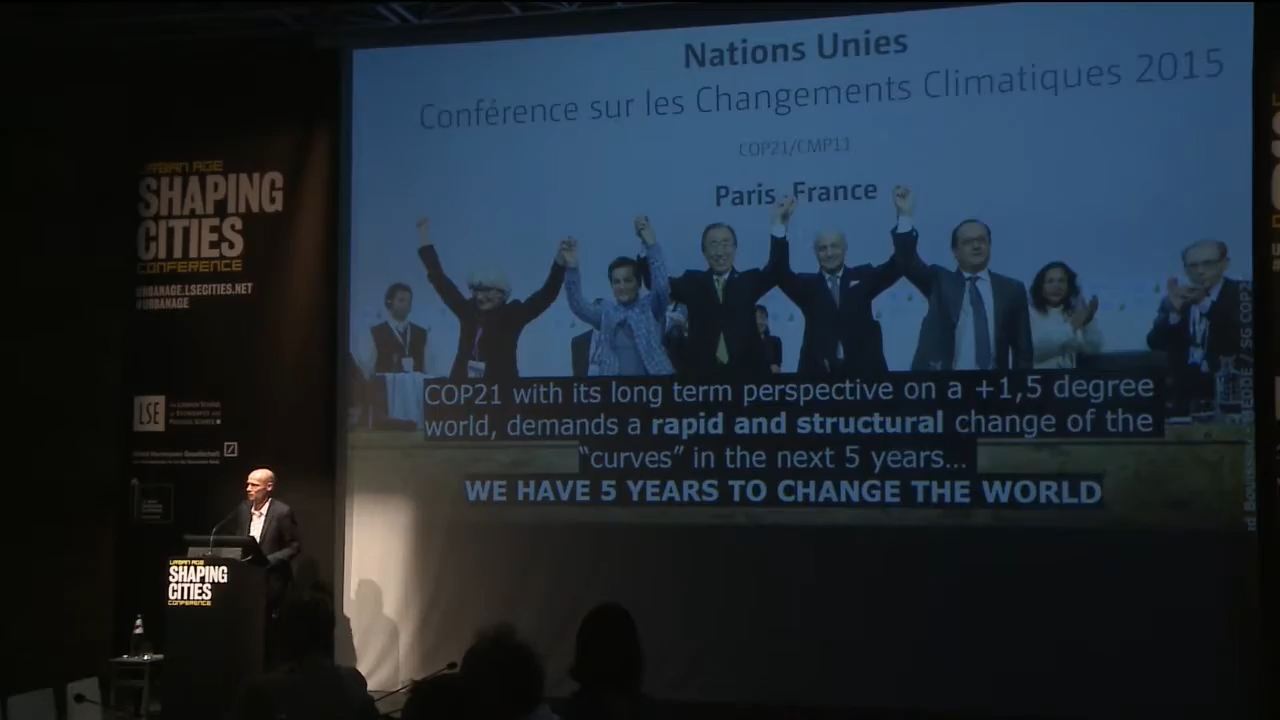 Nations Unies
Conférence sur les Changements Climatiques 2015
COP21/CMP11
Paris, France
COP21 with its long term perspective on a +1,5 degree
world, demands a rapid and structural change of the
“curves” in the next 5 years...
WE HAVE 5 YEARS TO CHANGE THE WORLD
URBAN AGE
SHAPING
CITIES
CONFERENCE
URBANAGE.LSECITIES.NET
#URBANAGE
LSE
URBAN AGE
SHAPING
CITIES
CONFERENCE